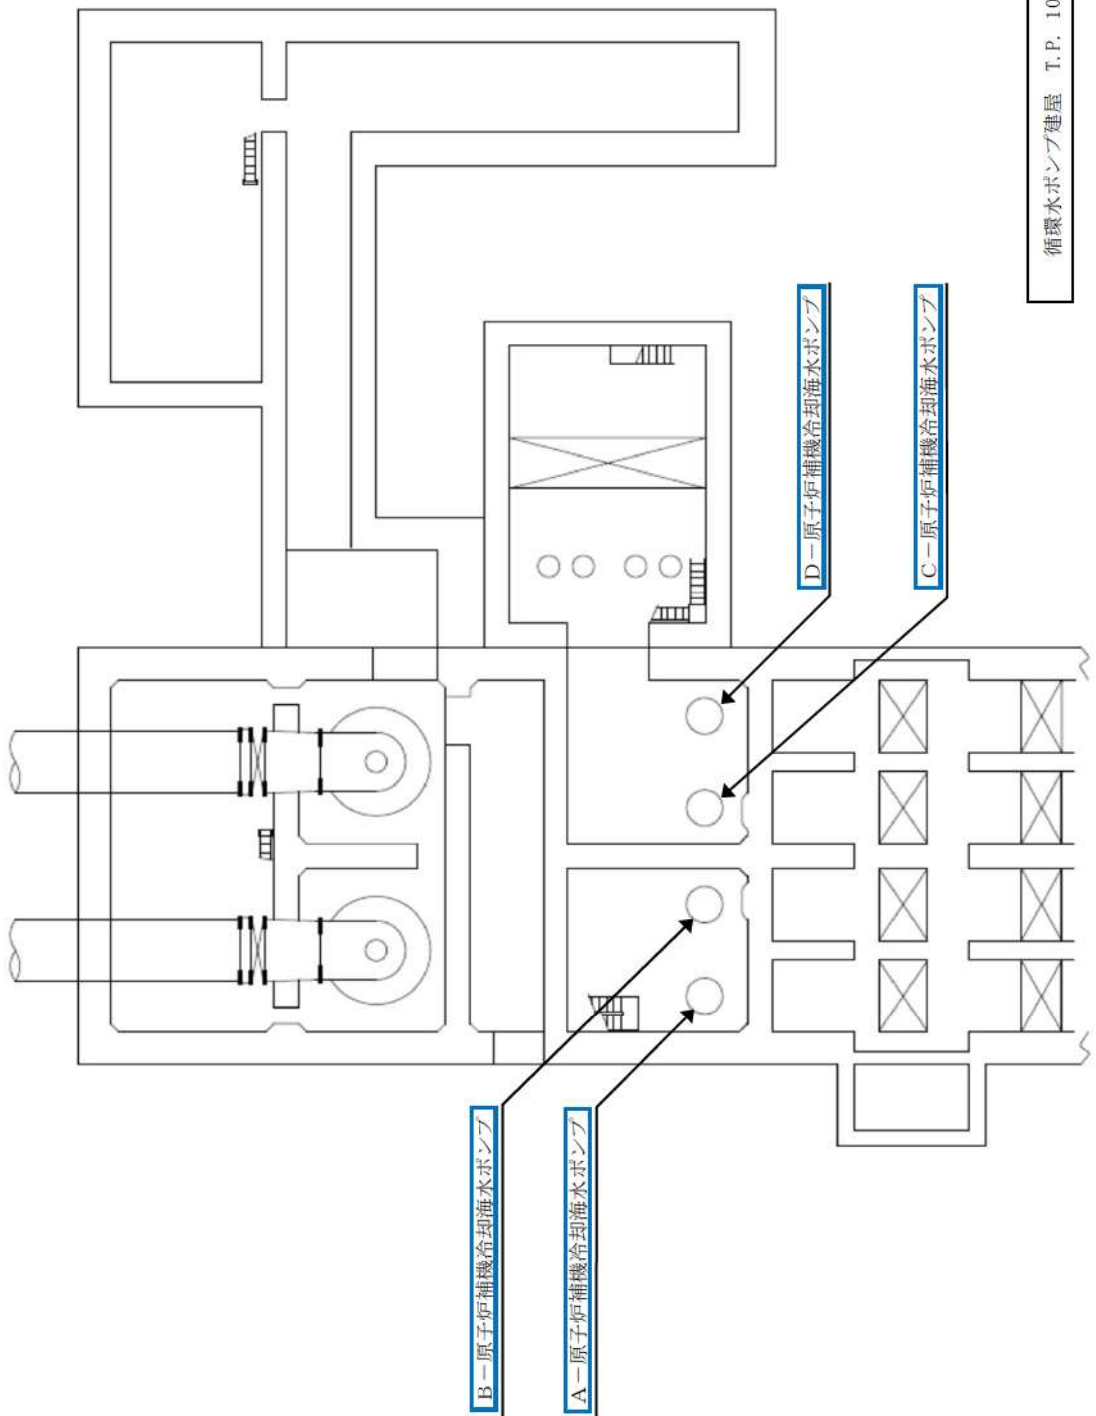 循環水ポンプ建屋 T.P. 10
D－原子炉補機冷却海水ポンプ
C－原子炉補機冷却海水ポンプ
B－原子炉補機冷却海水ポンプ
A－原子炉補機冷却海水ポンプ